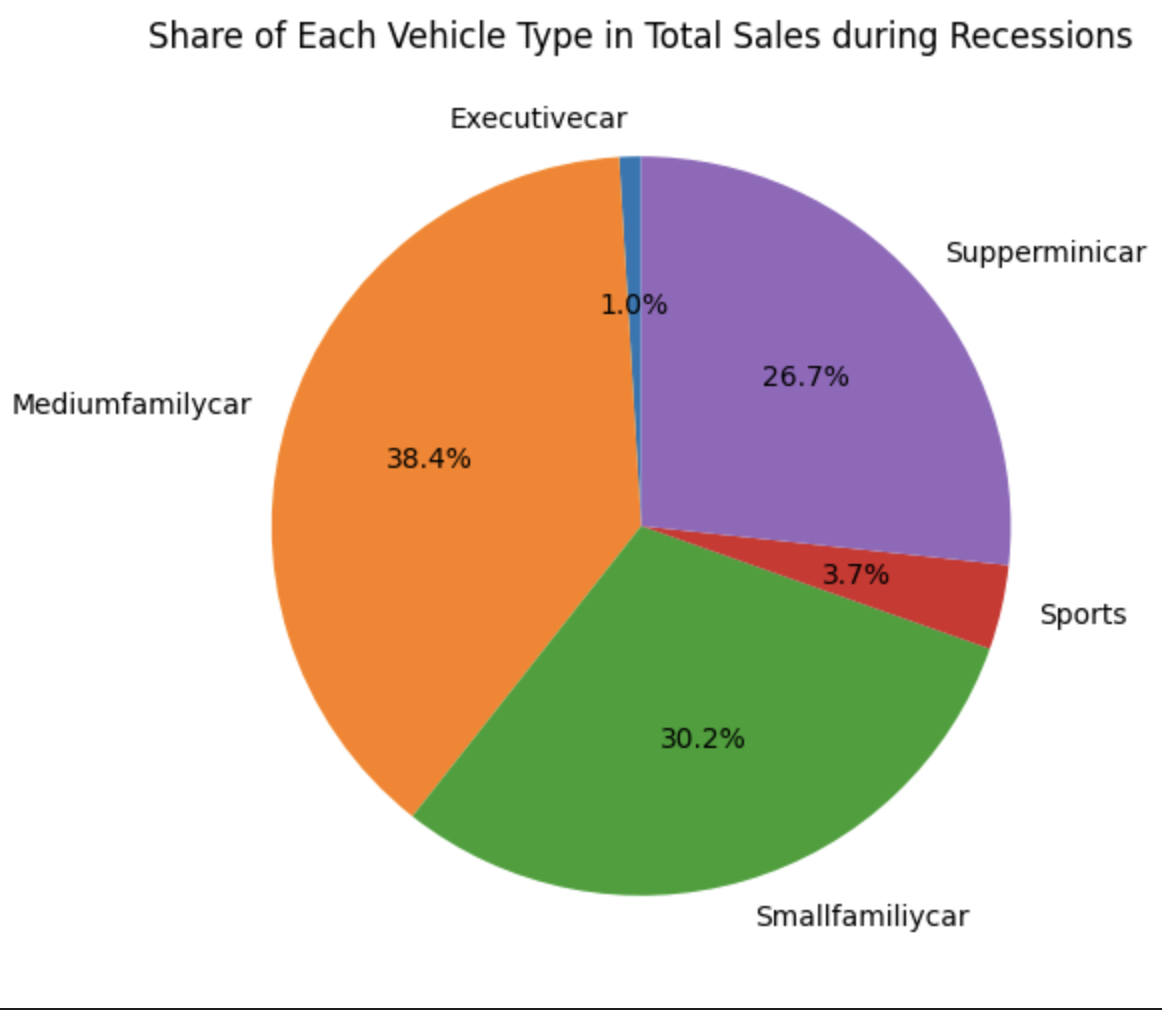 Share of Each Vehicle Type in Total Sales during Recessions
Executivecar
Supperminicar
1.0%
26.7%
Mediumfamilycar
38.4%
3.7%
Sports
30.2%
Smallfamiliycar